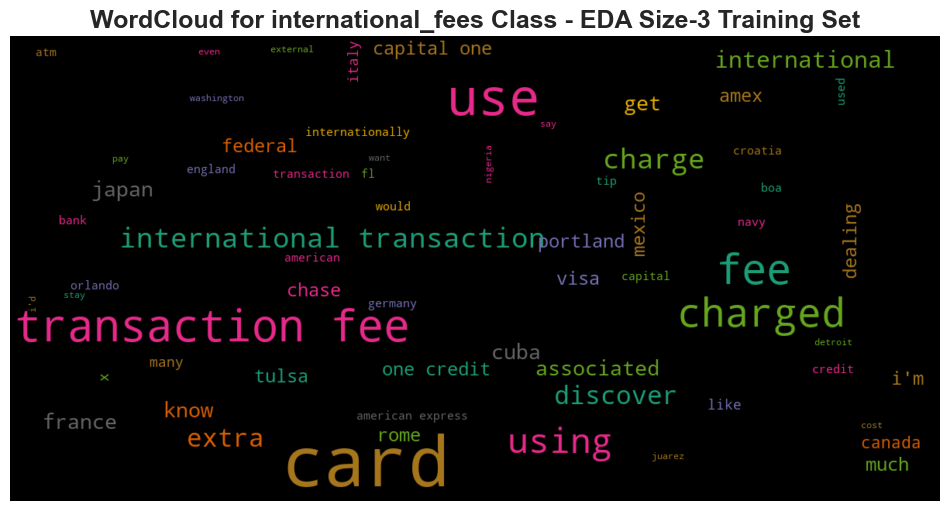 WordCloud for international_fees Class - EDA Size-3 Training Set
atm
even
external
italy
capital one
international
washington
use
get
amex
used
say
internationally
federal
charge
croatia
pay
england
want
nigeria
transaction
fl
tip
boa
japan
would
mexico
bank
navy
dealing
international transaction
portland
american
fee
visa
capital
orlando
chase
stay
i'd
germany
charged
transaction fee
detroit
cuba
many
one credit
associated
credit
x
tulsa
i'm
discover
like
know
american express
france
rome
extra
using
cost
canada
card
juarez
much